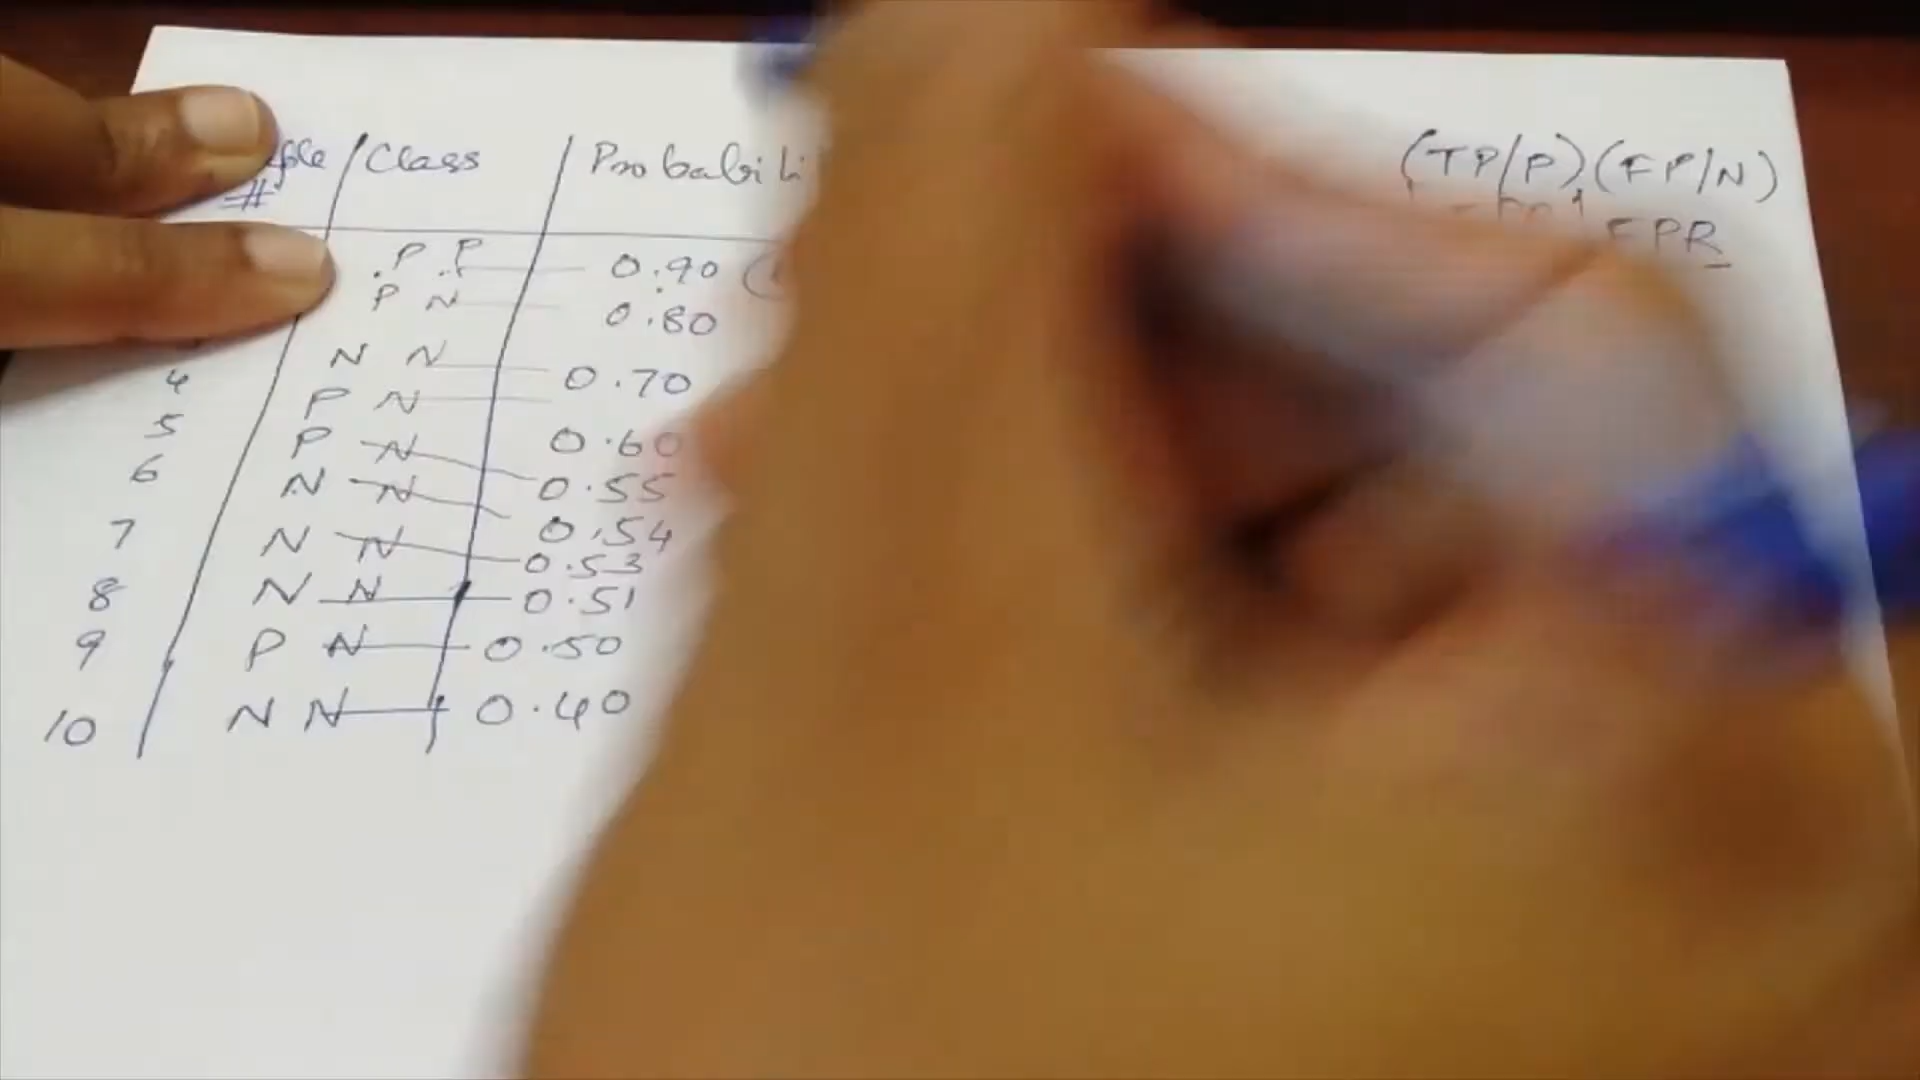 Class Probabili (TP/P) (FP/N)
# FPR
P P 0.90
P N 0.80
N N 0.70
4 P N 0.60
5 P N 0.55
6 N N 0.54
7 N N 0.53
8 N N 0.51
9 P N 0.50
10 N N 0.40